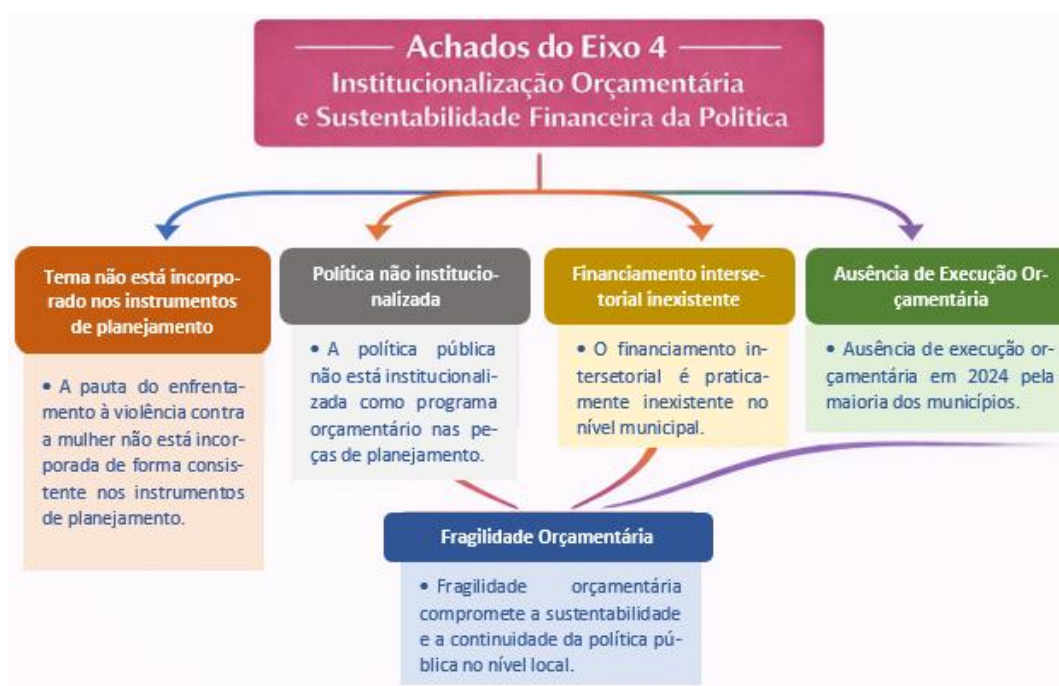 Achados do Eixo 4
Institucionalização Orçamentária
e Sustentabilidade Financeira da Politica
Tema não está incorpo-
rado nos instrumentos
de planejamento
• A pauta do enfrenta-
mento à violência contra
a mulher não está incor-
porada de forma consis-
tente nos instrumentos
de planejamento.
Política não institucio-
nalizada
• A política pública
não está institucionali-
zada como programa
orçamentário nas pe-
ças de planejamento.
Financiamento interse-
torial inexistente
• O financiamento in-
tersetorial é pratica-
mente inexistente no
nível municipal.
Ausência de Execução Or-
çamentária
• Ausência de execução or-
çamentária em 2024 pela
maioria dos municípios.
Fragilidade Orçamentária
• Fragilidade orçamentária
compromete a sustentabilidade
e a continuidade da política pú-
blica no nível local.